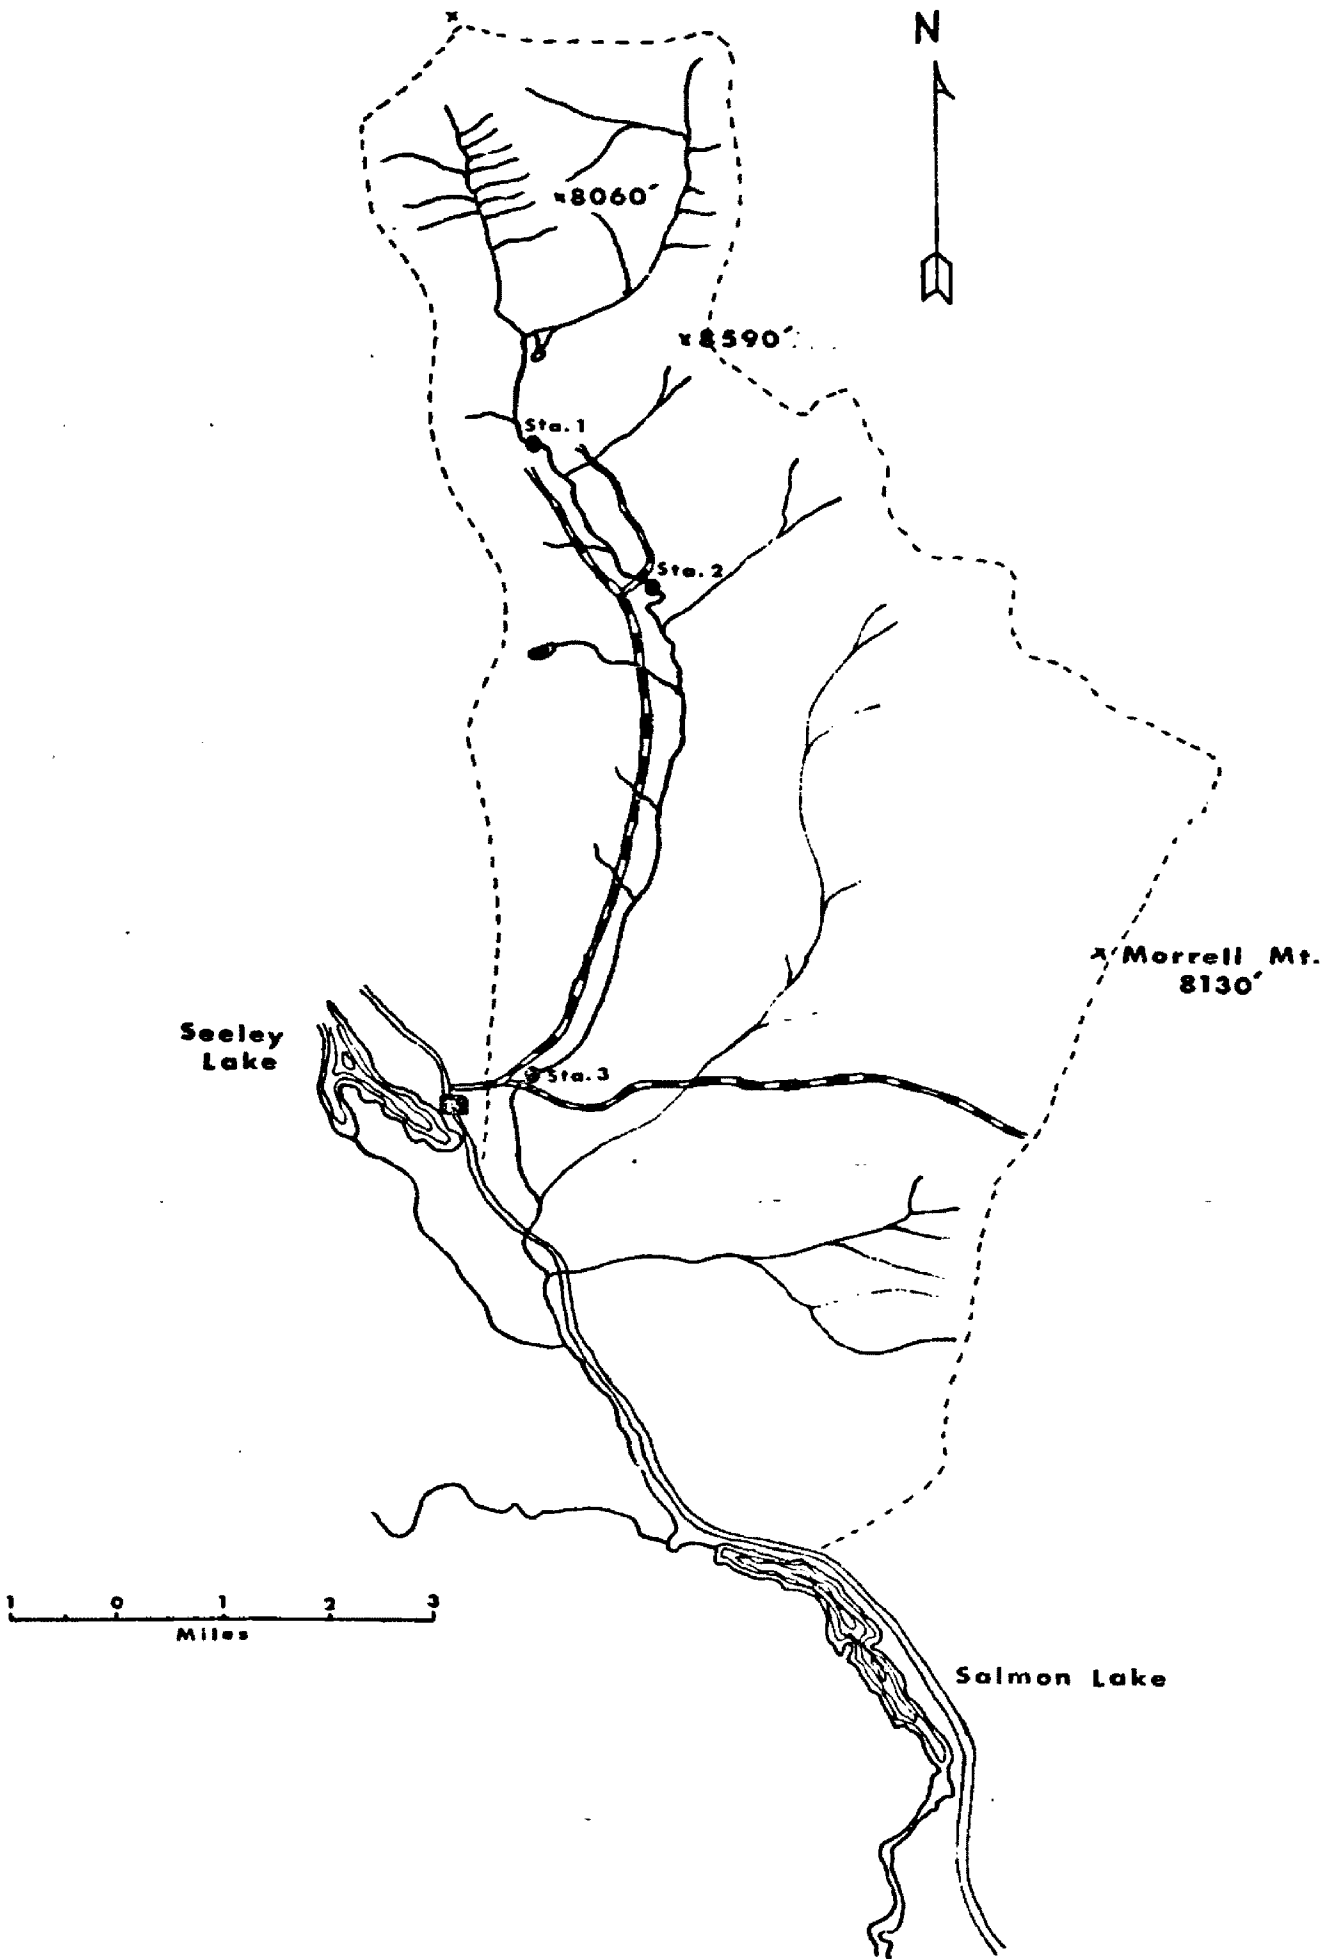 N
8060′
8590′
Sta. 1
Sta. 2
Morrell Mt.
8130′
Seeley
Lake
Sta. 3
1 0 1 2 3
Miles
Salmon Lake